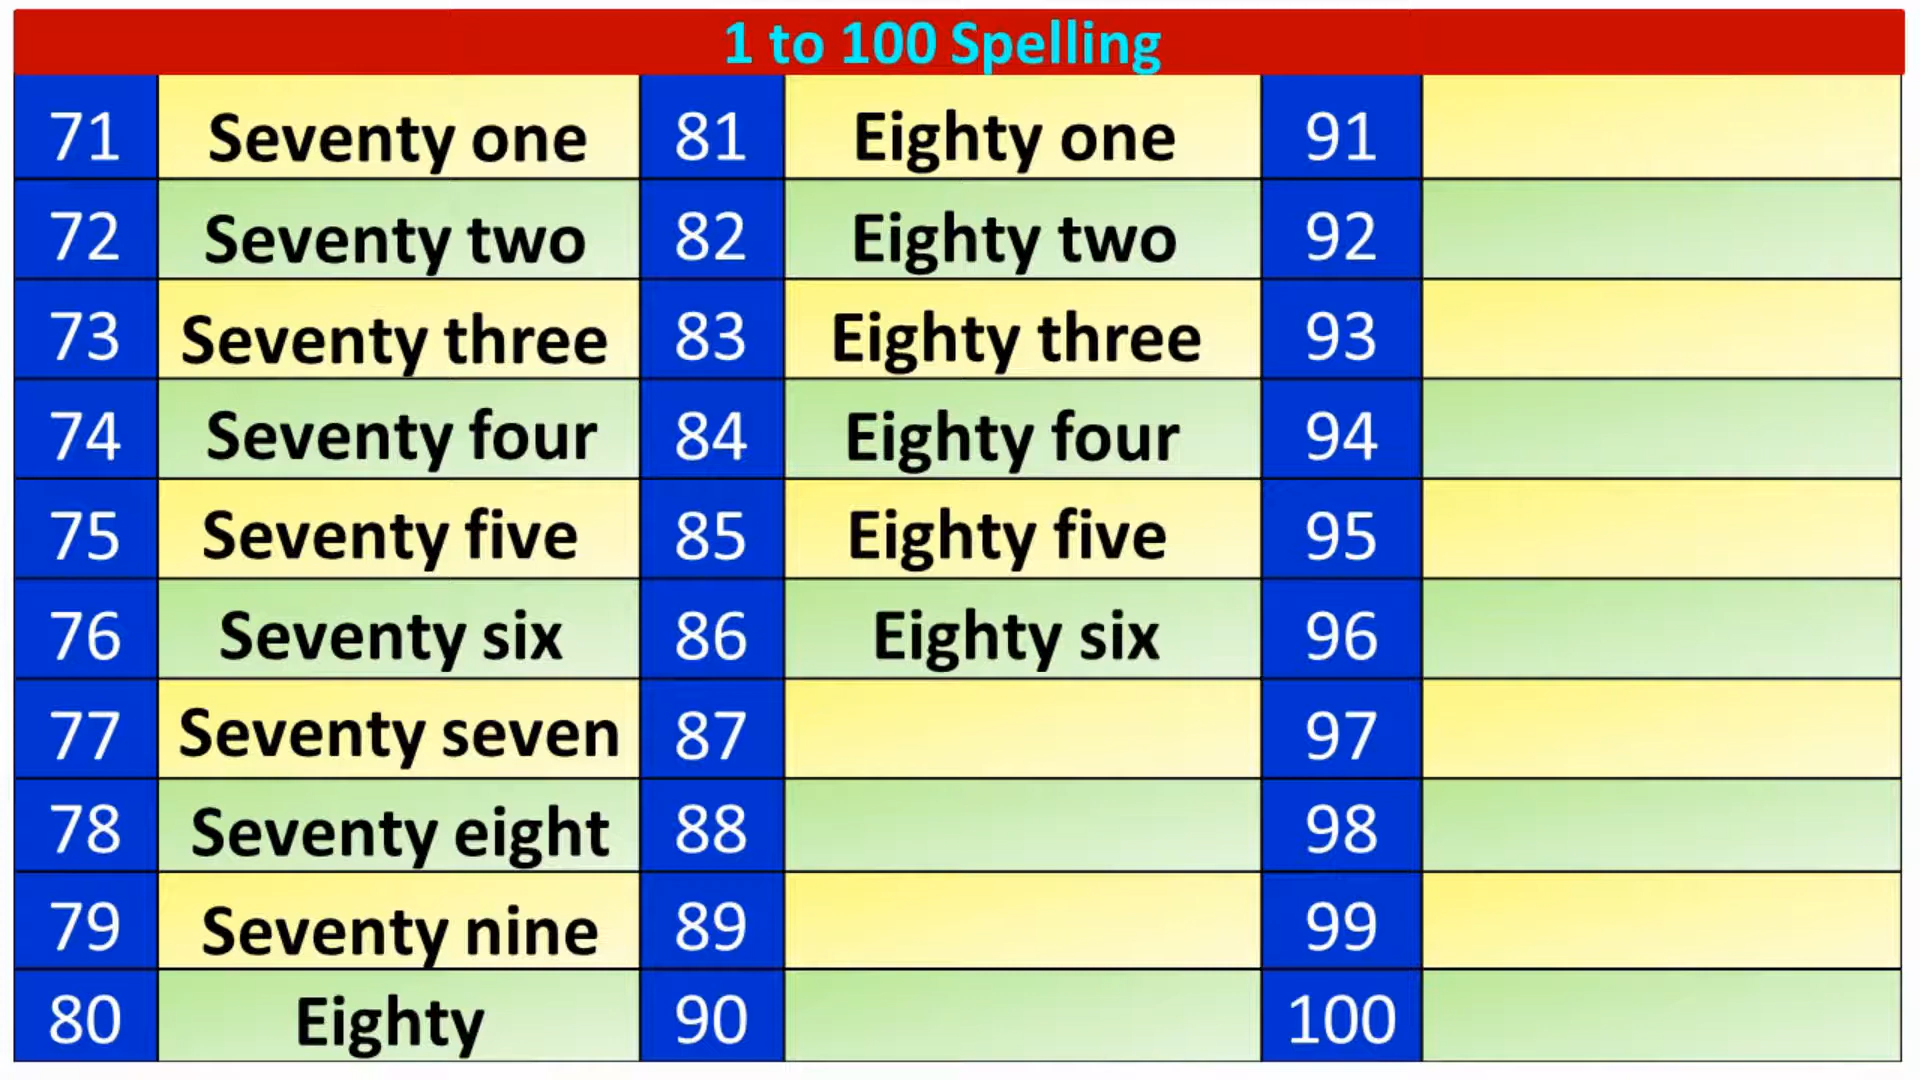 1 to 100 Spelling
71 Seventy one 81 Eighty one 91
72 Seventy two 82 Eighty two 92
73 Seventy three 83 Eighty three 93
74 Seventy four 84 Eighty four 94
75 Seventy five 85 Eighty five 95
76 Seventy six 86 Eighty six 96
77 Seventy seven 87 97
78 Seventy eight 88 98
79 Seventy nine 89 99
80 Eighty 90 100